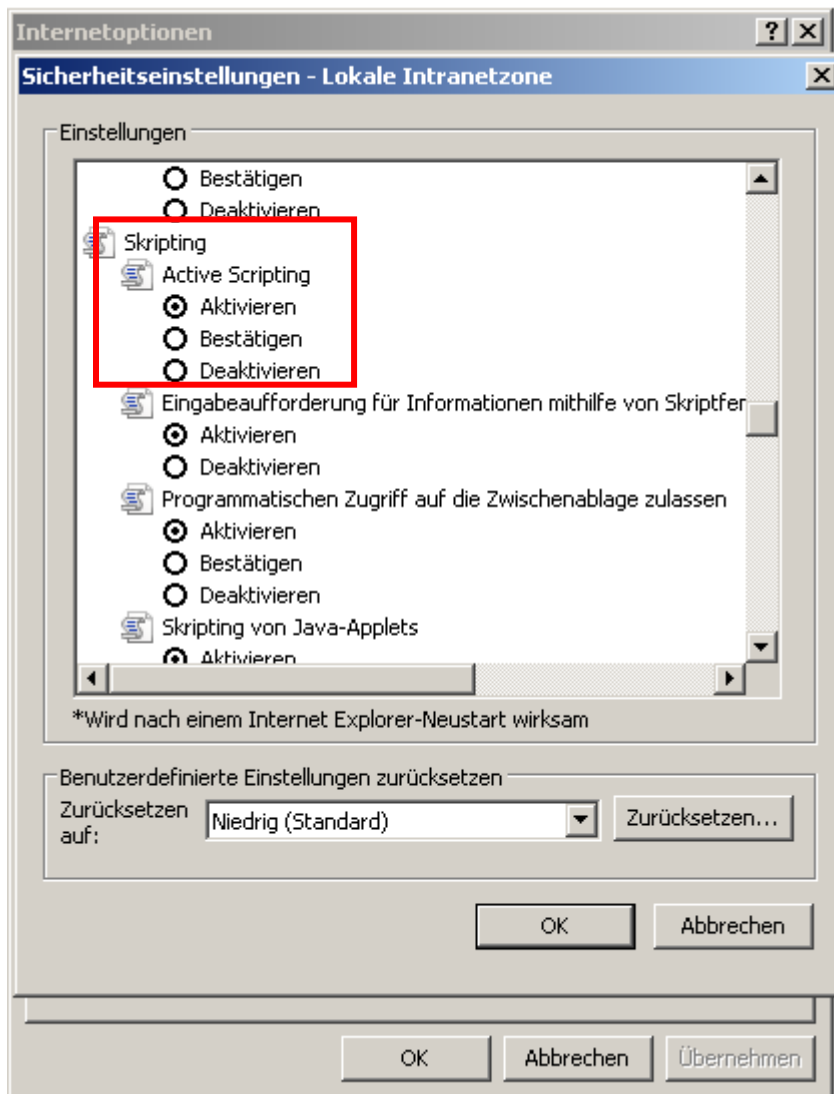 Internetoptionen
Sicherheitseinstellungen - Lokale Intranetzone
Einstellungen
Bestätigen
Deaktivieren
Skripting
Active Scripting
Aktivieren
Bestätigen
Deaktivieren
Eingabeaufforderung für Informationen mithilfe von Skriptfer
Aktivieren
Deaktivieren
Programmatischen Zugriff auf die Zwischenablage zulassen
Aktivieren
Bestätigen
Deaktivieren
Skripting von Java-Applets
Aktivieren
*Wird nach einem Internet Explorer-Neustart wirksam
Benutzerdefinierte Einstellungen zurücksetzen
Zurücksetzen
auf:
Niedrig (Standard)
Zurücksetzen...
OK Abbrechen
OK Abbrechen Übernehmen